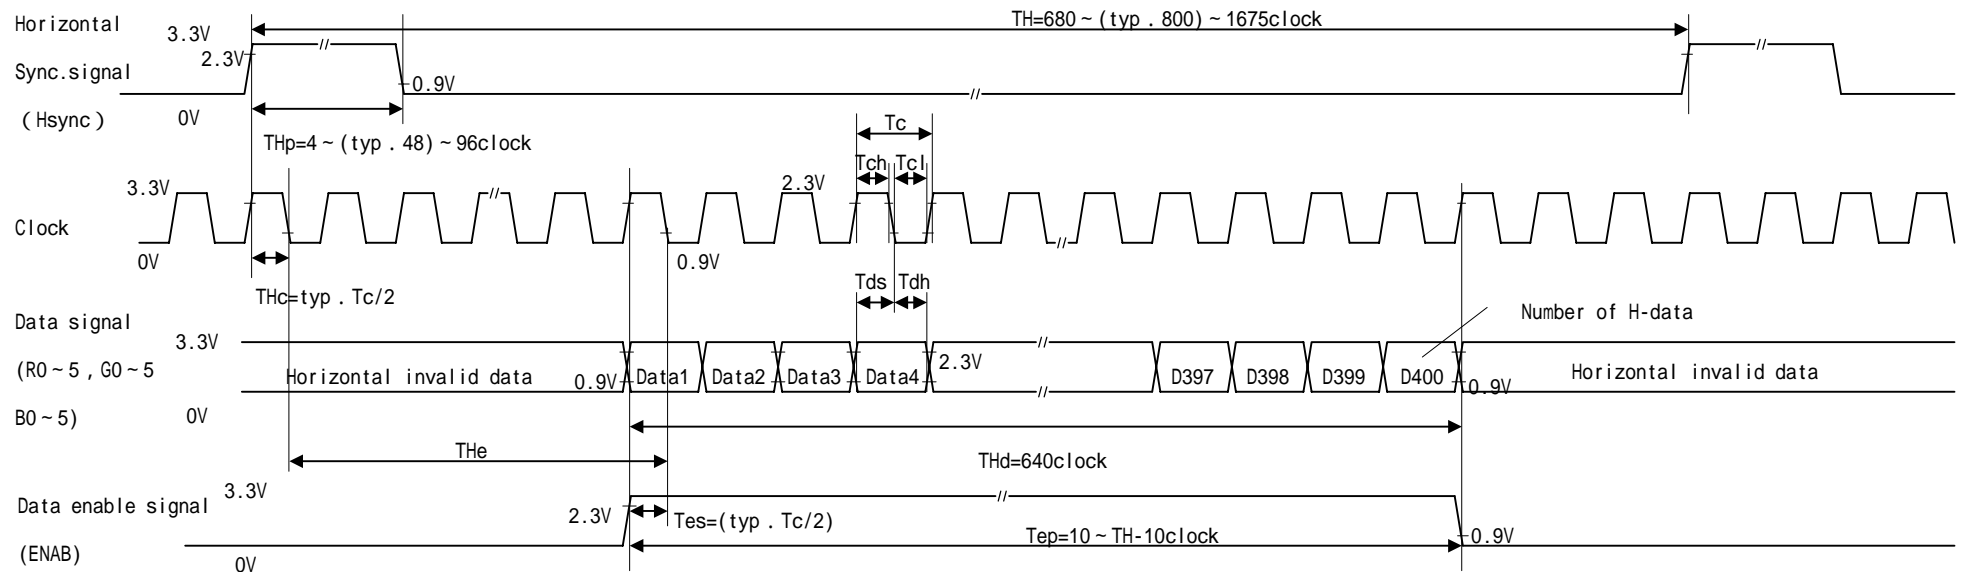 Horizontal
TH=680~(typ.800)~1675clock
3.3V
2.3V
Sync.signal
0.9V
(Hsync)
0V
THp=4~(typ.48)~96clock
Tc
Tch
Tcl
3.3V
2.3V
Clock
0V
0.9V
THc=typ.Tc/2
Tds
Tdh
Data signal
Number of H-data
3.3V
2.3V
(R0~5,G0~5
Horizontal invalid data
0.9V
Data1
Data2
Data3
Data4
D397
D398
D399
D400
0.9V
Horizontal invalid data
B0~5)
0V
THe
THd=640clock
3.3V
Data enable signal
2.3V
Tes=(typ.Tc/2)
Tep=10~TH-10clock
0.9V
(ENAB)
0V